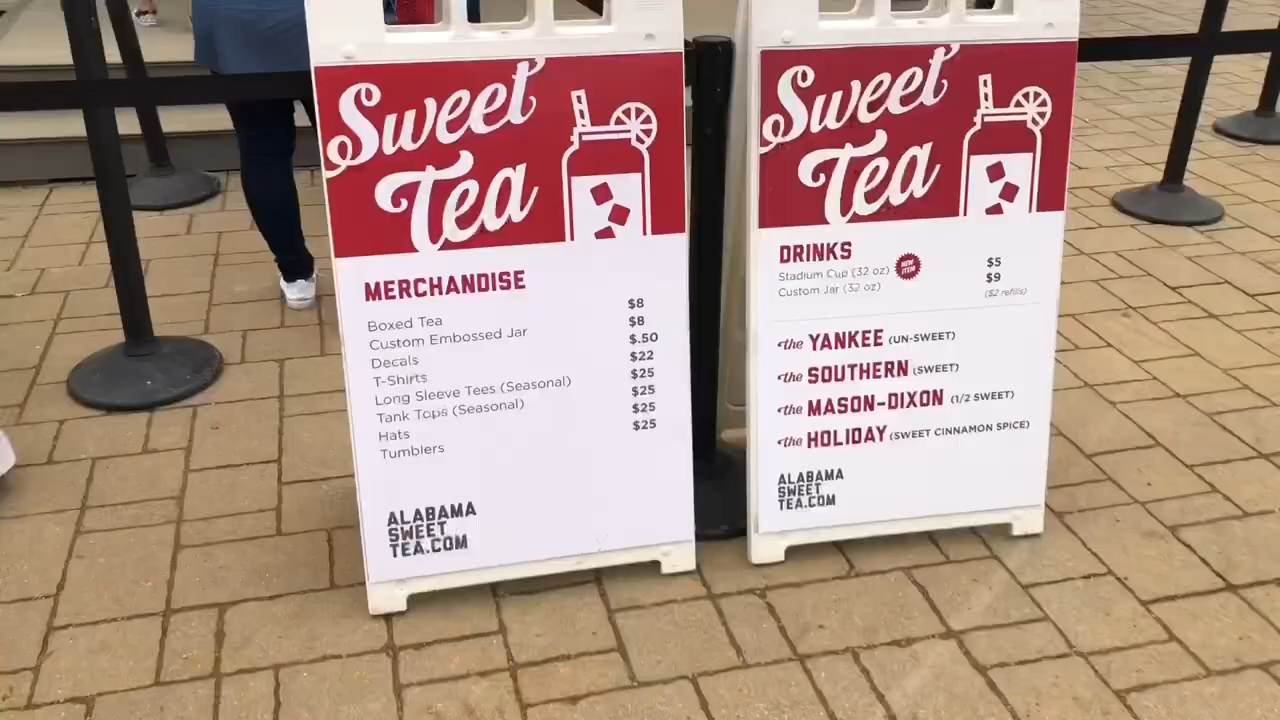 Sweet
Tea
MERCHANDISE
Boxed Tea $8
Custom Embossed Jar $8
Decals $.50
T-Shirts $22
Long Sleeve Tees (Seasonal) $25
Tank Tops (Seasonal) $25
Hats $25
Tumblers $25
ALABAMA
SWEET
TEA.COM
Sweet
Tea
DRINKS
Stadium Cup (32 oz) NEW ITEM $5
Custom Jar (32 oz) $9
($2 refills)
the YANKEE (UN-SWEET)
the SOUTHERN (SWEET)
the MASON-DIXON (1/2 SWEET)
the HOLIDAY (SWEET CINNAMON SPICE)
ALABAMA
SWEET
TEA.COM